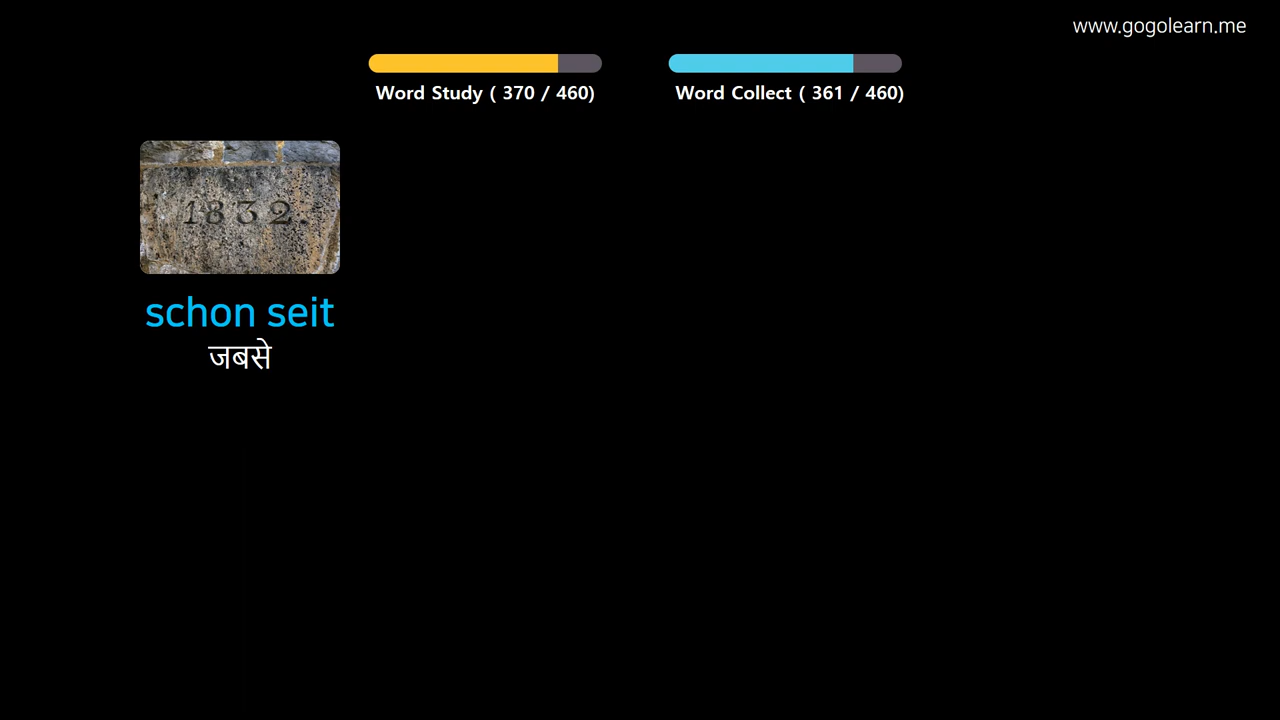 www.gogolearn.me
Word Study ( 370 / 460)
Word Collect ( 361 / 460)
1832.
schon seit
जबसे